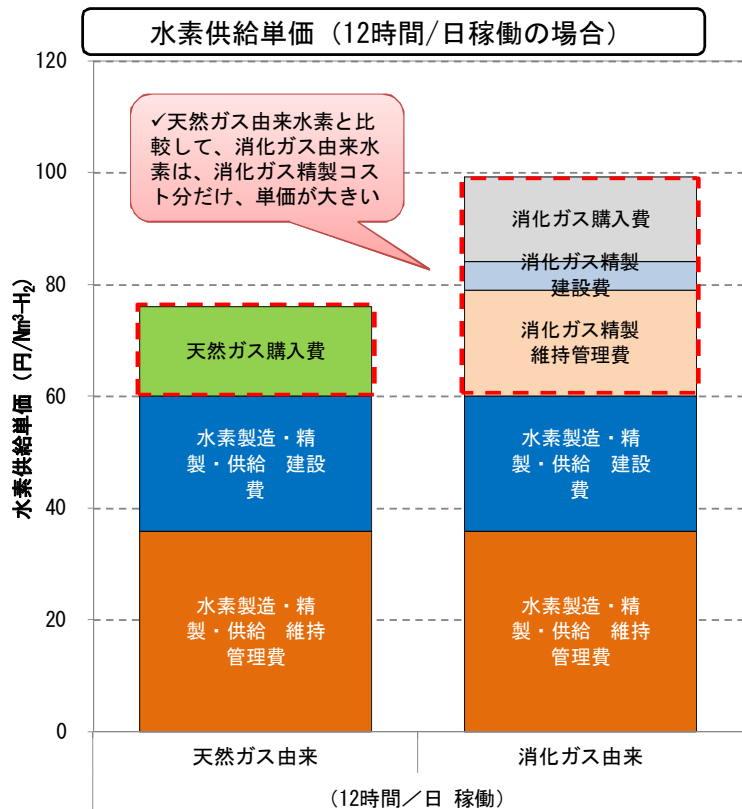 水素供給単価（12時間/日稼働の場合）
120
100
80
60
40
20
0
水素供給単価（円/Nm³-H₂）
✓天然ガス由来水素と比
較して、消化ガス由来水
素は、消化ガス精製コス
ト分だけ、単価が大きい
天然ガス購入費
水素製造・精
製・供給　建設
費
水素製造・精
製・供給　維持
管理費
消化ガス購入費
消化ガス精製
建設費
消化ガス精製
維持管理費
水素製造・精
製・供給　建設
費
水素製造・精
製・供給　維持
管理費
天然ガス由来
消化ガス由来
（12時間／日 稼働）